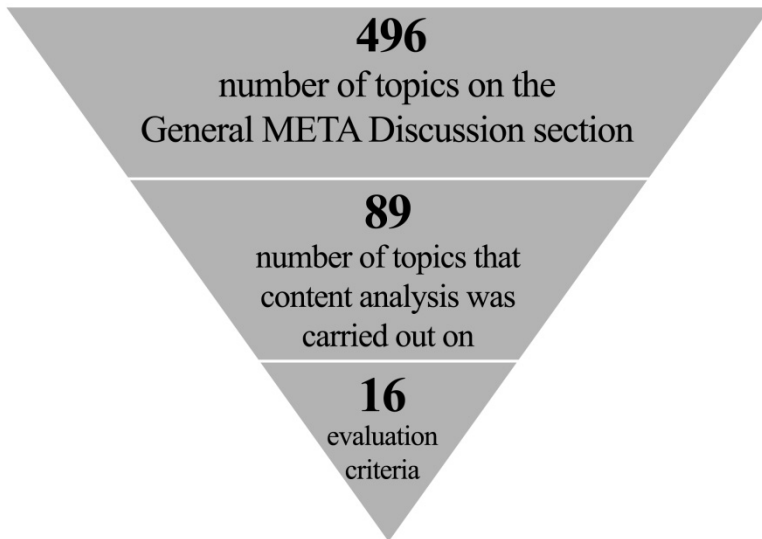 496
number of topics on the
General META Discussion section
89
number of topics that
content analysis was
carried out on
16
evaluation
criteria